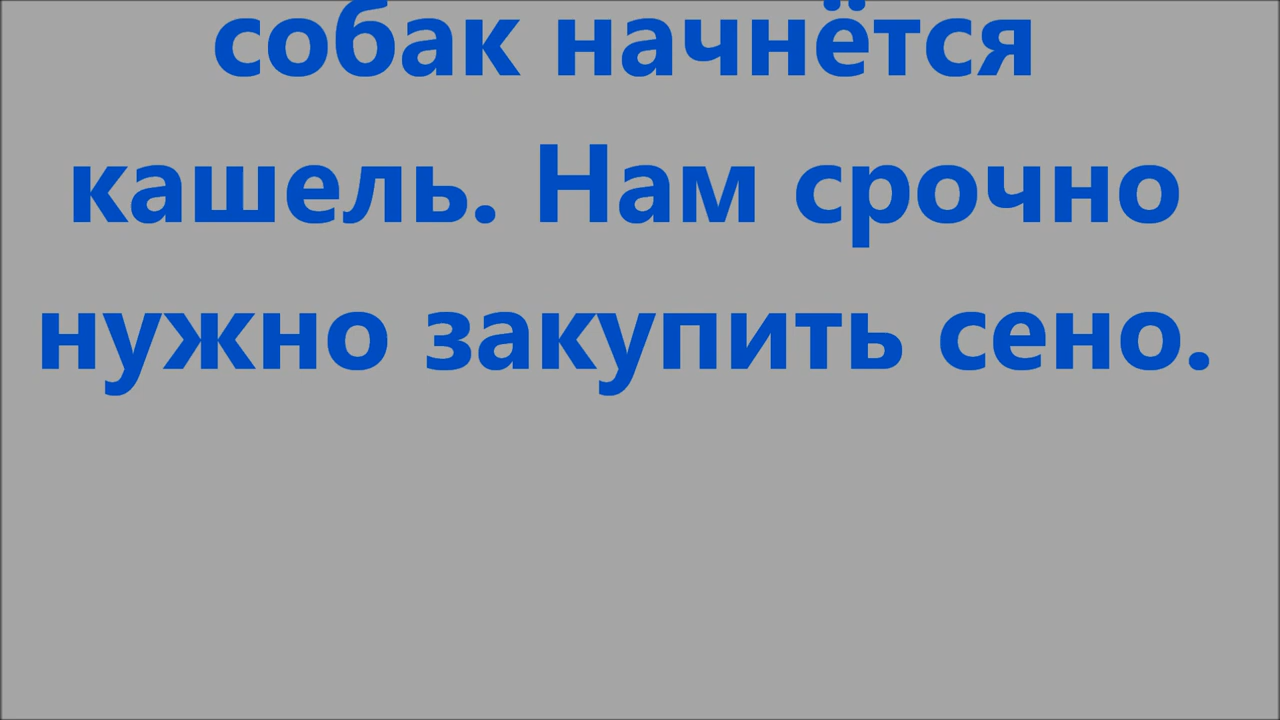 собак начнётся
кашель. Нам срочно
нужно закупить сено.